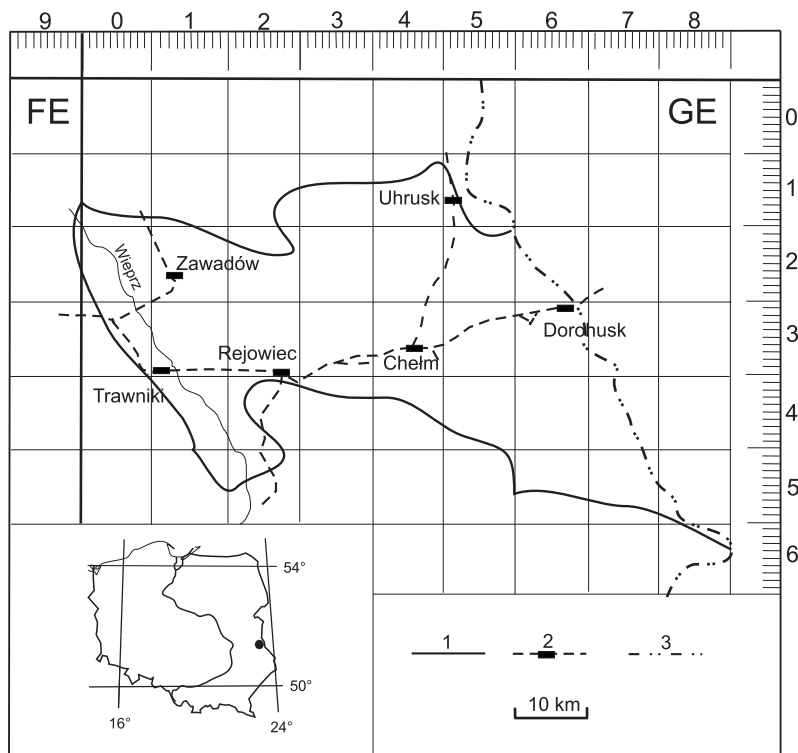 9 0 1 2 3 4 5 6 7 8
FE
GE
0
1
2
3
4
5
6
Uhrusk
Wieprz
Zawadów
Dorohusk
Rejowiec
Chełm
Trawniki
54°
50°
16°
24°
1
2
3
10 km